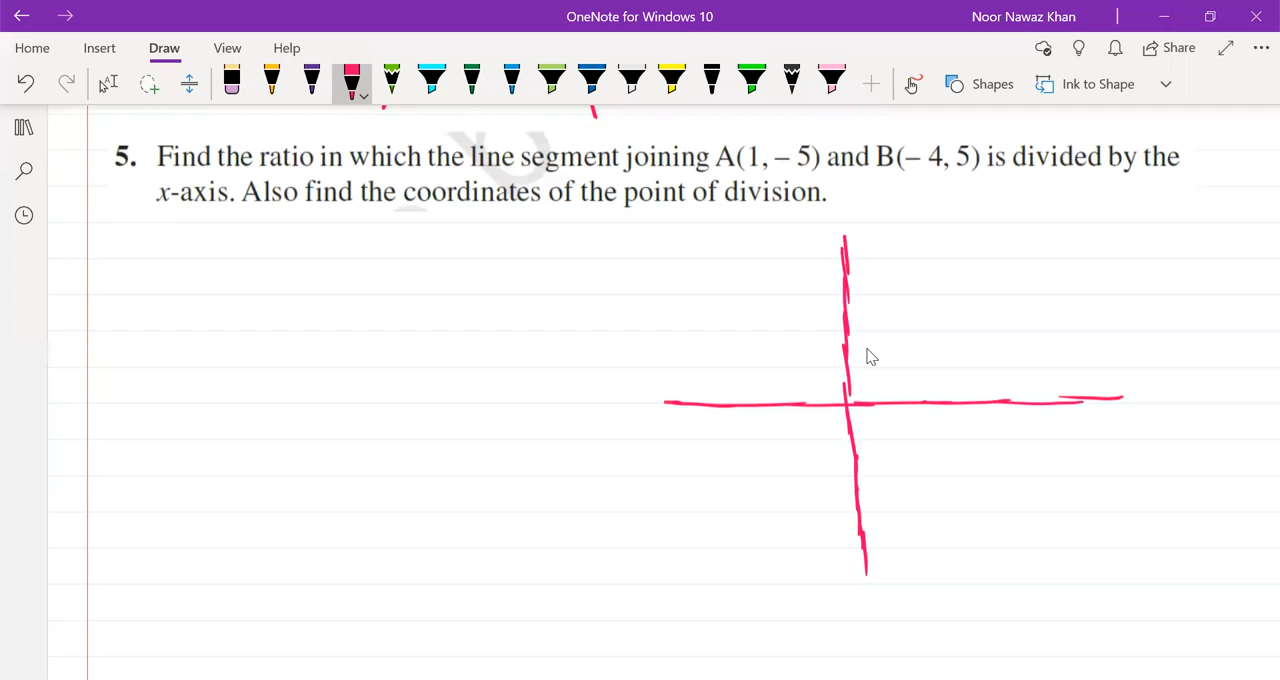 OneNote for Windows 10
Noor Nawaz Khan
Home Insert Draw View Help
Share
Shapes
Ink to Shape
5. Find the ratio in which the line segment joining A(1, – 5) and B(– 4, 5) is divided by the
x-axis. Also find the coordinates of the point of division.